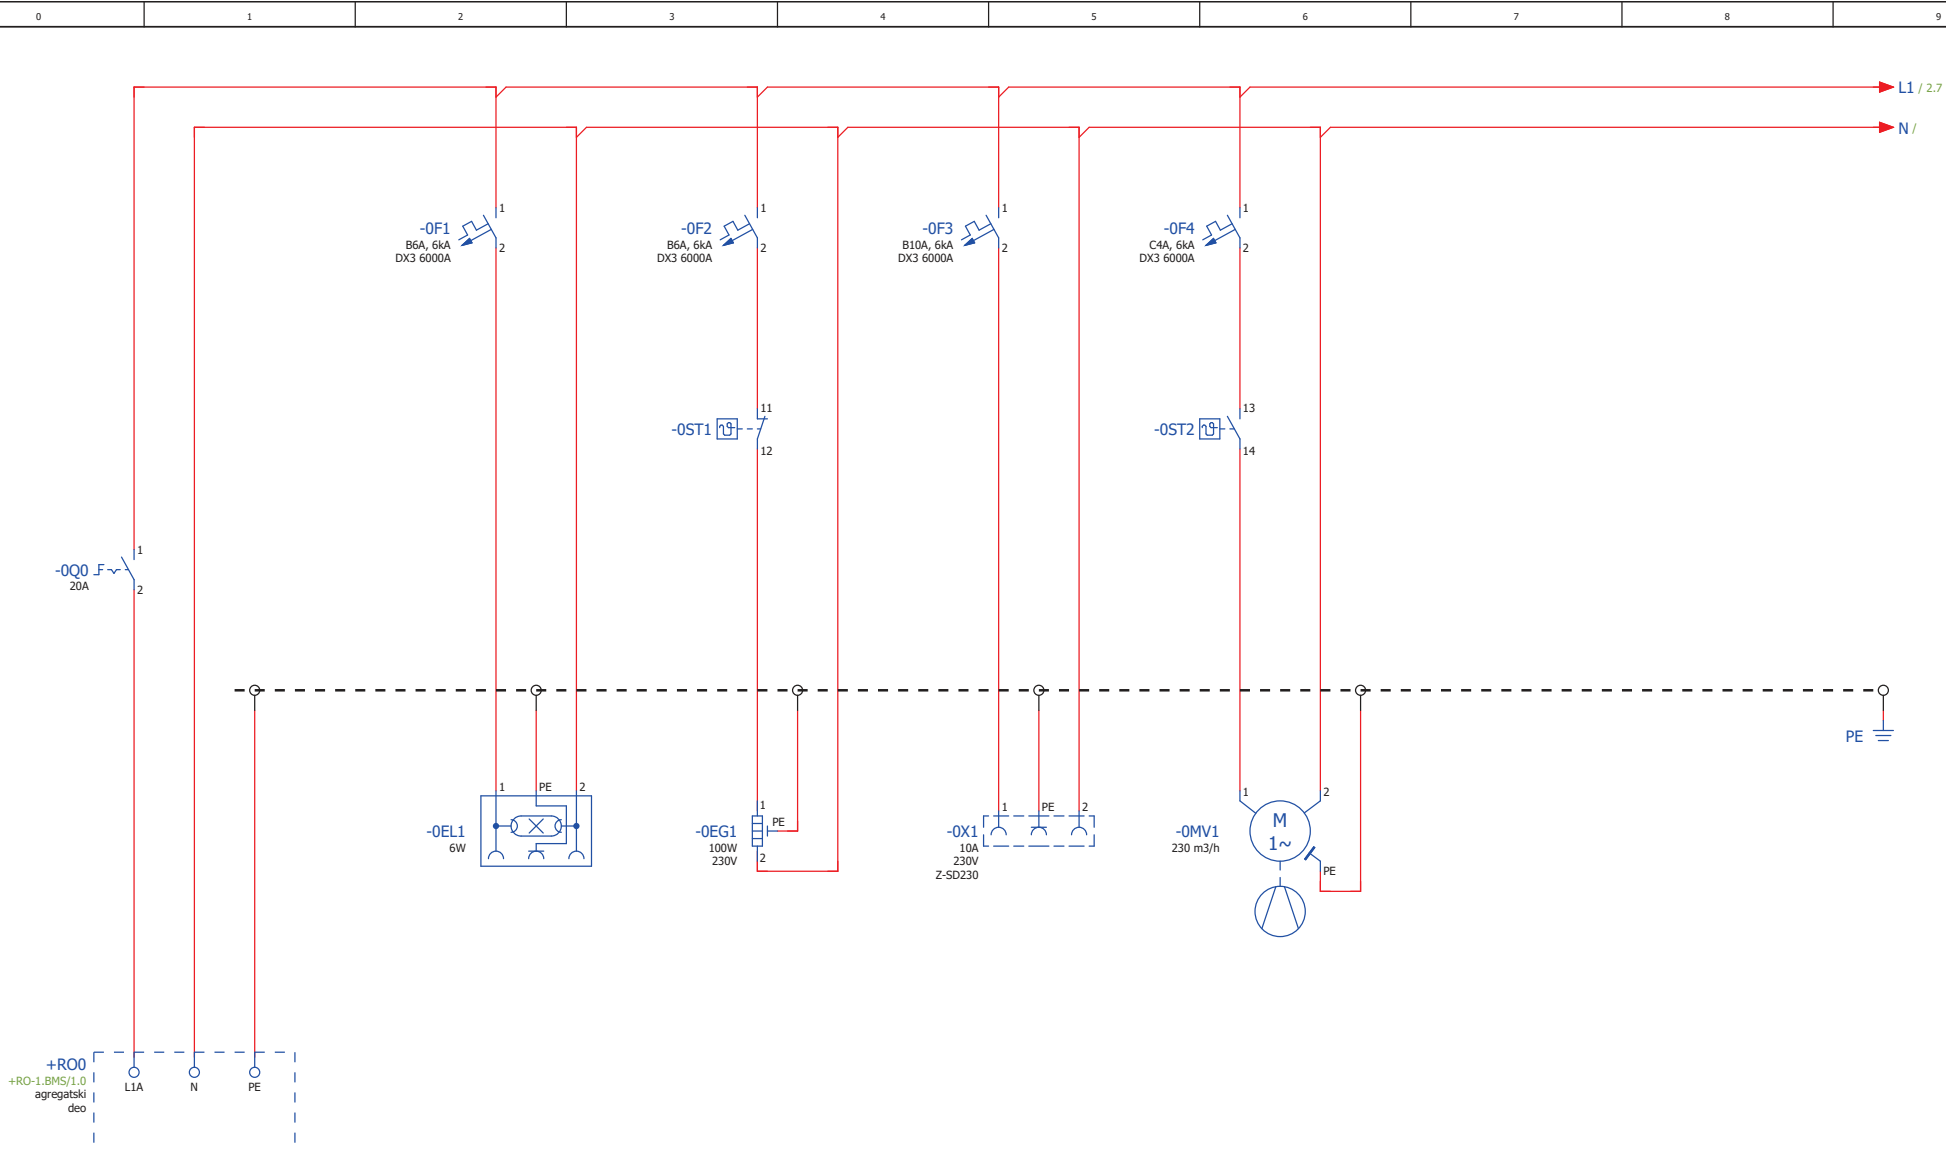 0 1 2 3 4 5 6 7 8 9
L1 / 2.7
N /
1 1 1 1
-0F1 -0F2 -0F3 -0F4
B6A, 6kA B6A, 6kA B10A, 6kA C4A, 6kA
2 2 2 2
DX3 6000A DX3 6000A DX3 6000A DX3 6000A
11 13
-0ST1 -0ST2
12 14
1
-0Q0
20A
2
PE
1 PE 2
-0EL1
6W
1
PE
-0EG1
100W
230V
2
1 PE 2
-0X1
10A
230V
Z-SD230
1 2
M
1~
-0MV1
230 m3/h
PE
+RO0
+RO-1.BMS/1.0
agregatski
deo
L1A N PE